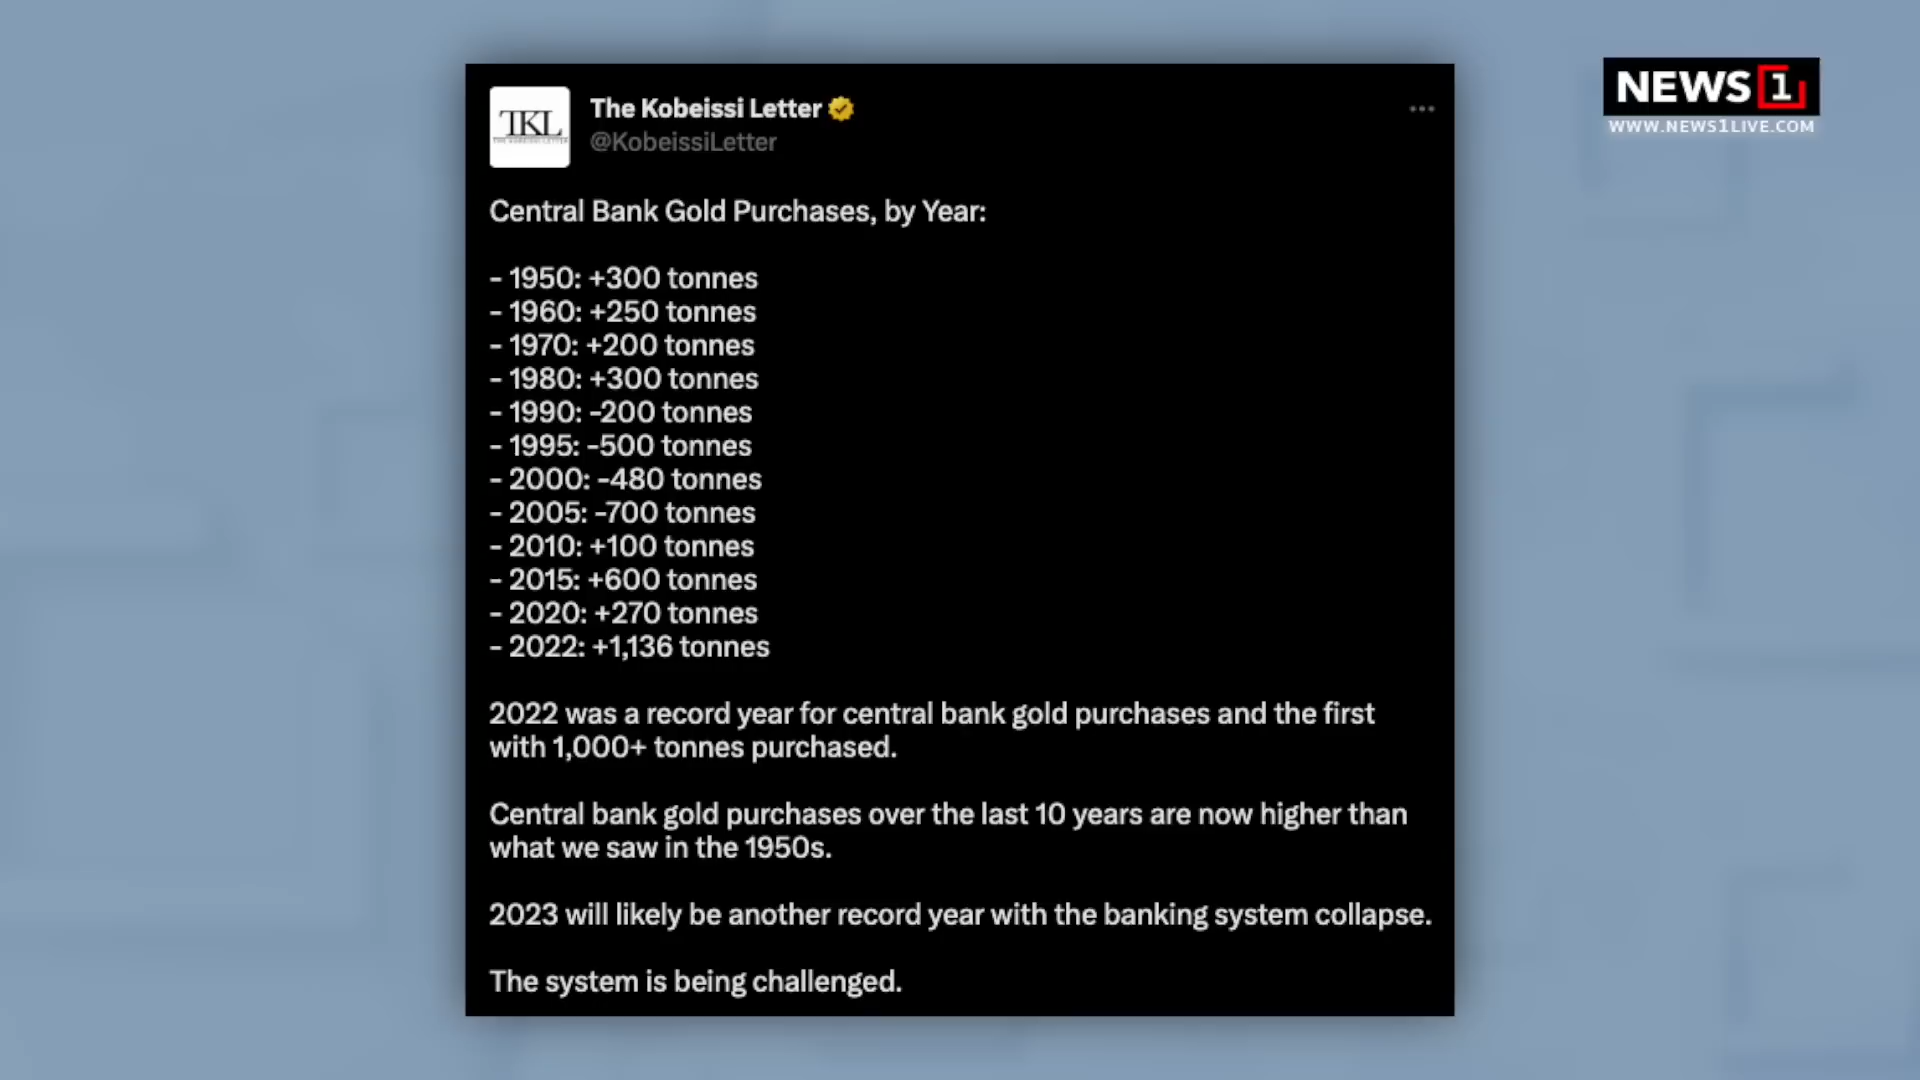 NEWS 1
WWW.NEWS1LIVE.COM
TKL
THE KOBEISSI LETTER
The Kobeissi Letter
@KobeissiLetter
Central Bank Gold Purchases, by Year:
- 1950: +300 tonnes
- 1960: +250 tonnes
- 1970: +200 tonnes
- 1980: +300 tonnes
- 1990: -200 tonnes
- 1995: -500 tonnes
- 2000: -480 tonnes
- 2005: -700 tonnes
- 2010: +100 tonnes
- 2015: +600 tonnes
- 2020: +270 tonnes
- 2022: +1,136 tonnes
2022 was a record year for central bank gold purchases and the first
with 1,000+ tonnes purchased.
Central bank gold purchases over the last 10 years are now higher than
what we saw in the 1950s.
2023 will likely be another record year with the banking system collapse.
The system is being challenged.